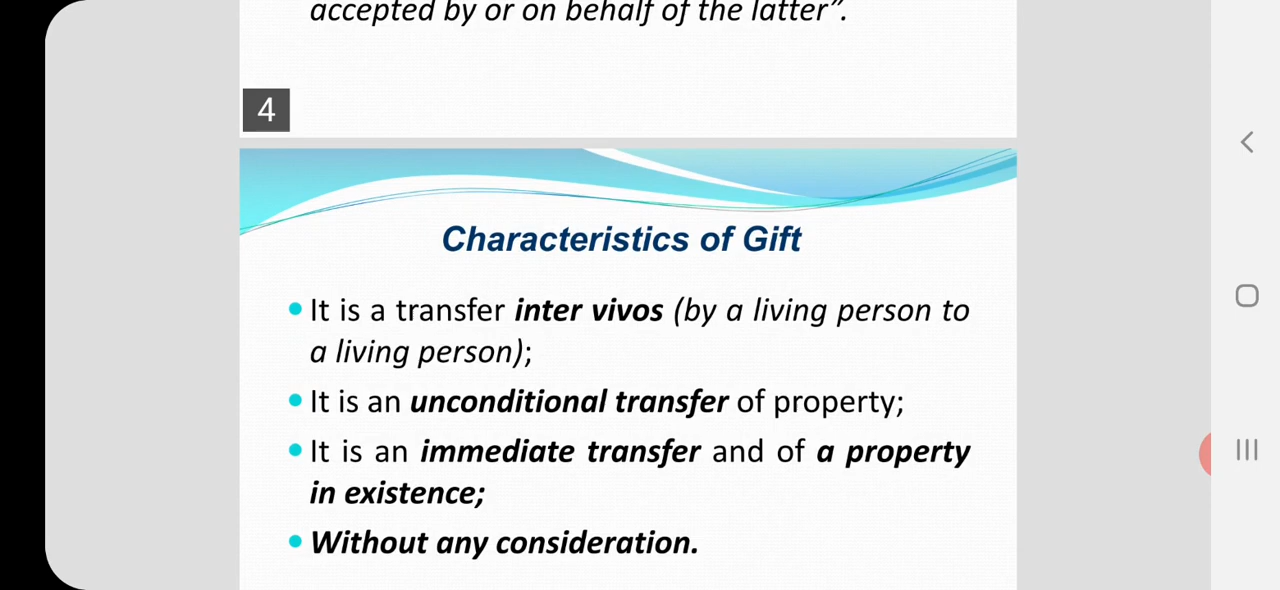 accepted by or on behalf of the latter”.
4
Characteristics of Gift
It is a transfer inter vivos (by a living person to
a living person);
It is an unconditional transfer of property;
It is an immediate transfer and of a property
in existence;
Without any consideration.